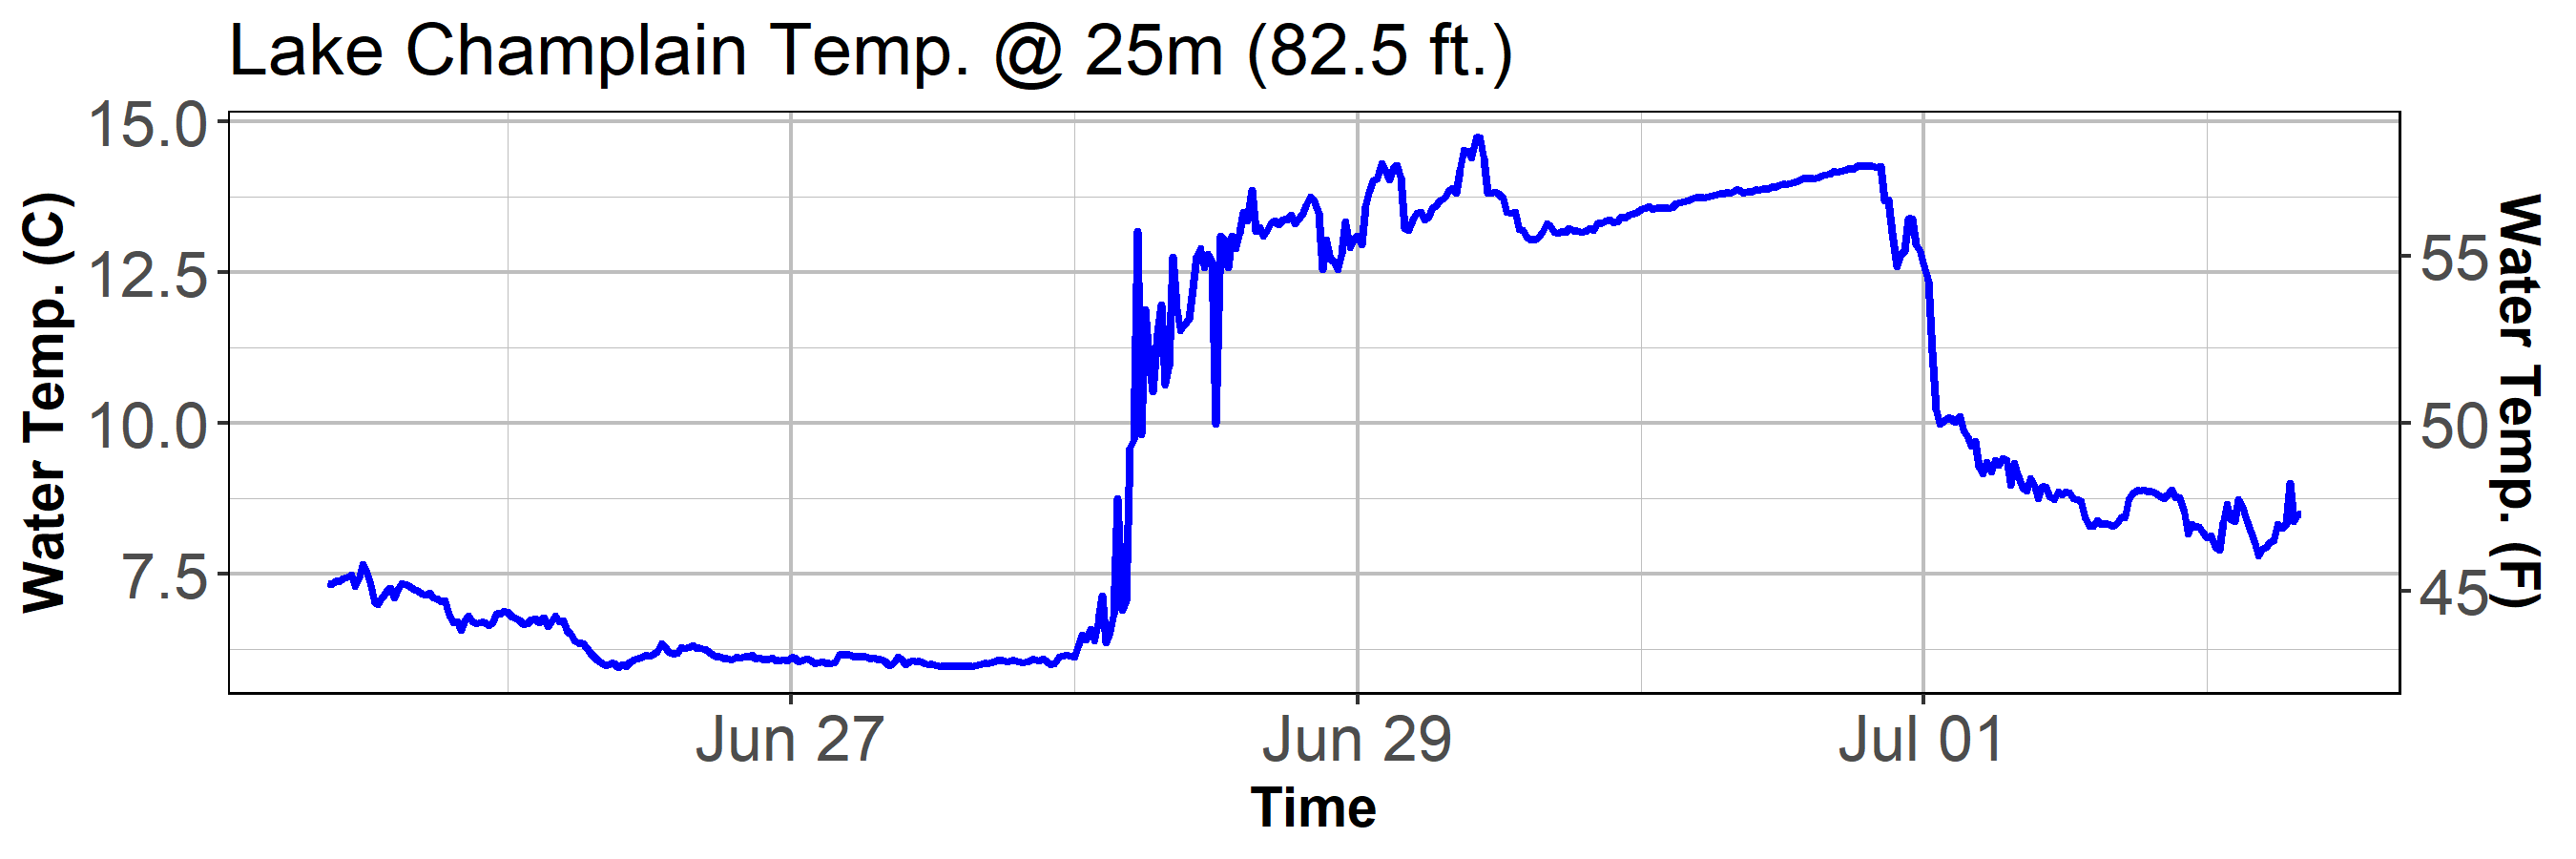 Lake Champlain Temp. @ 25m (82.5 ft.)
Water Temp. (C)
15.0
12.5
10.0
7.5
55
50
45
Water Temp. (F)
Jun 27 Jun 29 Jul 01
Time